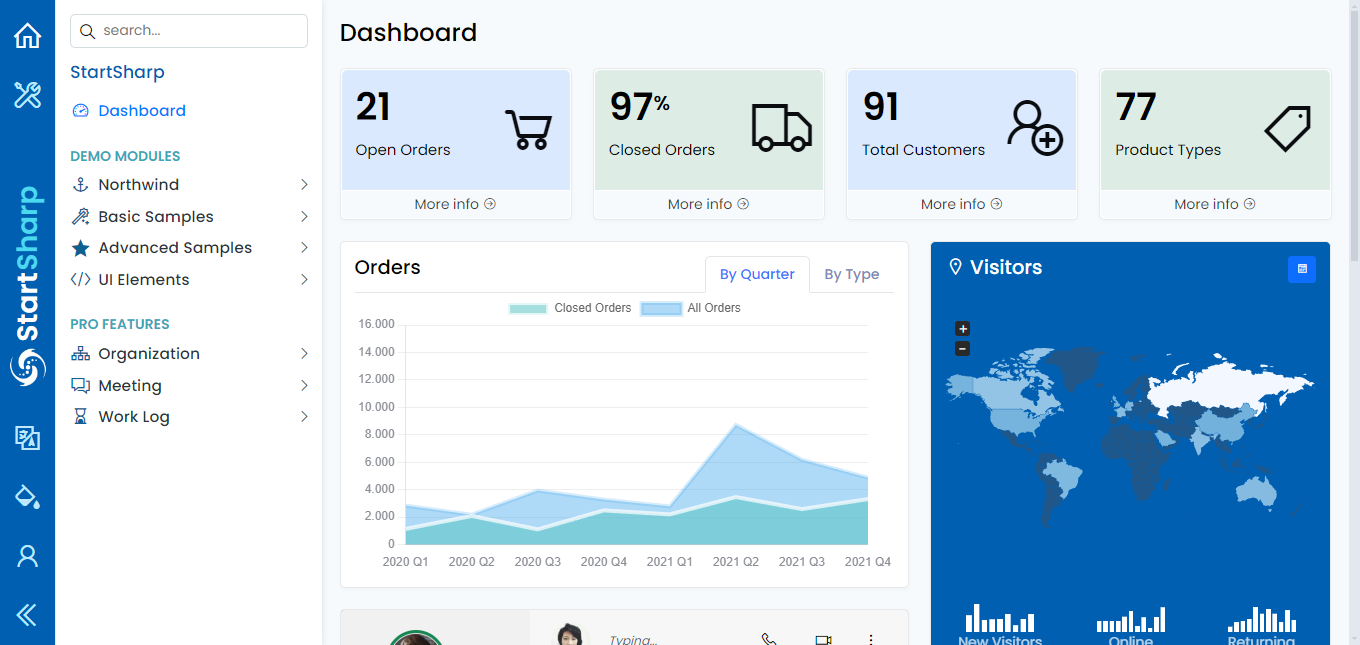 search...
StartSharp
Dashboard
DEMO MODULES
Northwind
Basic Samples
Advanced Samples
UI Elements
PRO FEATURES
Organization
Meeting
Work Log
StartSharp
Dashboard
21
Open Orders
More info
97%
Closed Orders
More info
91
Total Customers
More info
77
Product Types
More info
Orders
By Quarter
By Type
Closed Orders
All Orders
16.000
14.000
12.000
10.000
8.000
6.000
4.000
2.000
0
2020 Q1 2020 Q2 2020 Q3 2020 Q4 2021 Q1 2021 Q2 2021 Q3 2021 Q4
Visitors
+
−
New Visitors
Online
Returning
Typing...